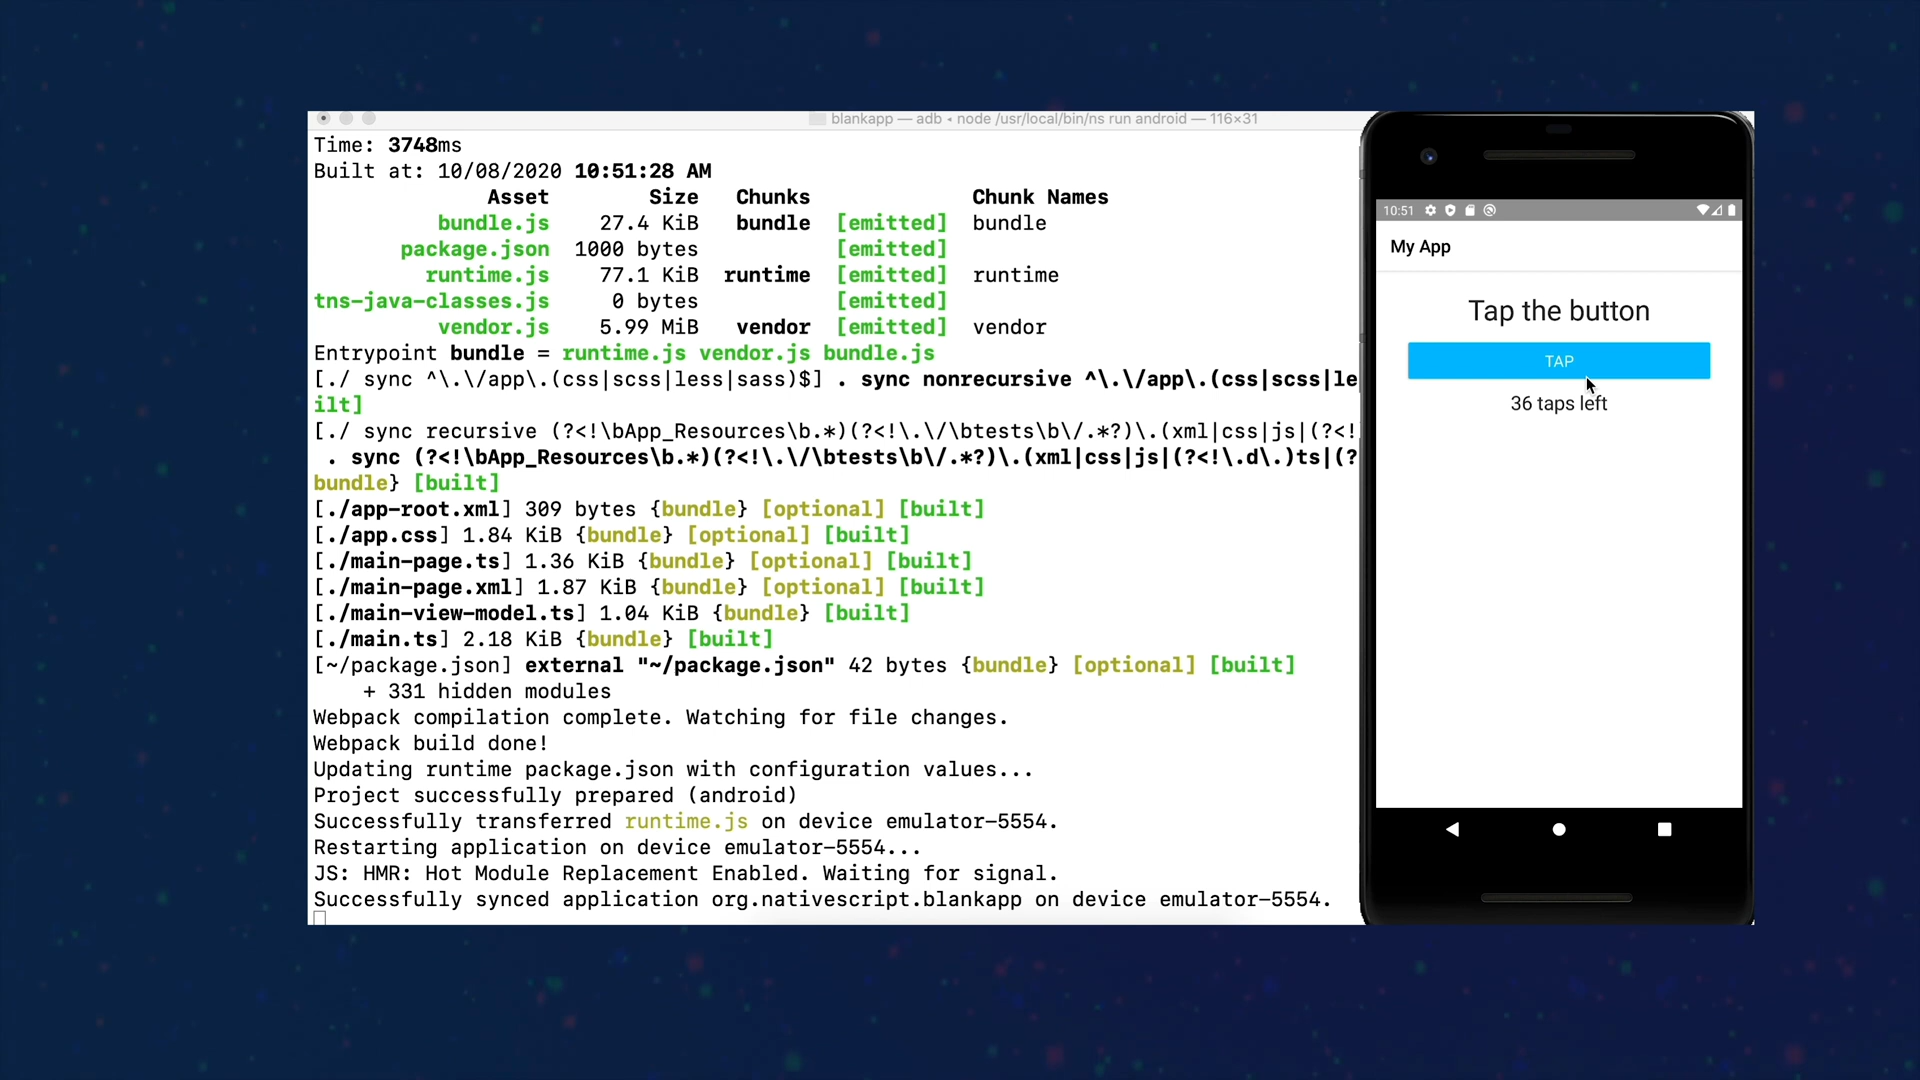 blankapp — adb • node /usr/local/bin/ns run android — 116×31
Time: 3748ms
Built at: 10/08/2020 10:51:28 AM
Asset Size Chunks Chunk Names
bundle.js 27.4 KiB bundle [emitted] bundle
package.json 1000 bytes [emitted]
runtime.js 77.1 KiB runtime [emitted] runtime
tns-java-classes.js 0 bytes [emitted]
vendor.js 5.99 MiB vendor [emitted] vendor
Entrypoint bundle = runtime.js vendor.js bundle.js
[./ sync ^\.\/app\.(css|scss|less|sass)$] . sync nonrecursive ^\.\/app\.(css|scss|le
ilt]
[./ sync recursive (?<!\bApp_Resources\b.*)(?<!\.\/\btests\b\/.*?)\.(xml|css|js|(?<!
. sync (?<!\bApp_Resources\b.*)(?<!\.\/\btests\b\/.*?)\.(xml|css|js|(?<!\.d\.)ts|(?
bundle} [built]
[./app-root.xml] 309 bytes {bundle} [optional] [built]
[./app.css] 1.84 KiB {bundle} [optional] [built]
[./main-page.ts] 1.36 KiB {bundle} [optional] [built]
[./main-page.xml] 1.87 KiB {bundle} [optional] [built]
[./main-view-model.ts] 1.04 KiB {bundle} [built]
[./main.ts] 2.18 KiB {bundle} [built]
[~/package.json] external "~/package.json" 42 bytes {bundle} [optional] [built]
+ 331 hidden modules
Webpack compilation complete. Watching for file changes.
Webpack build done!
Updating runtime package.json with configuration values...
Project successfully prepared (android)
Successfully transferred runtime.js on device emulator-5554.
Restarting application on device emulator-5554...
JS: HMR: Hot Module Replacement Enabled. Waiting for signal.
Successfully synced application org.nativescript.blankapp on device emulator-5554.
10:51
My App
Tap the button
TAP
36 taps left